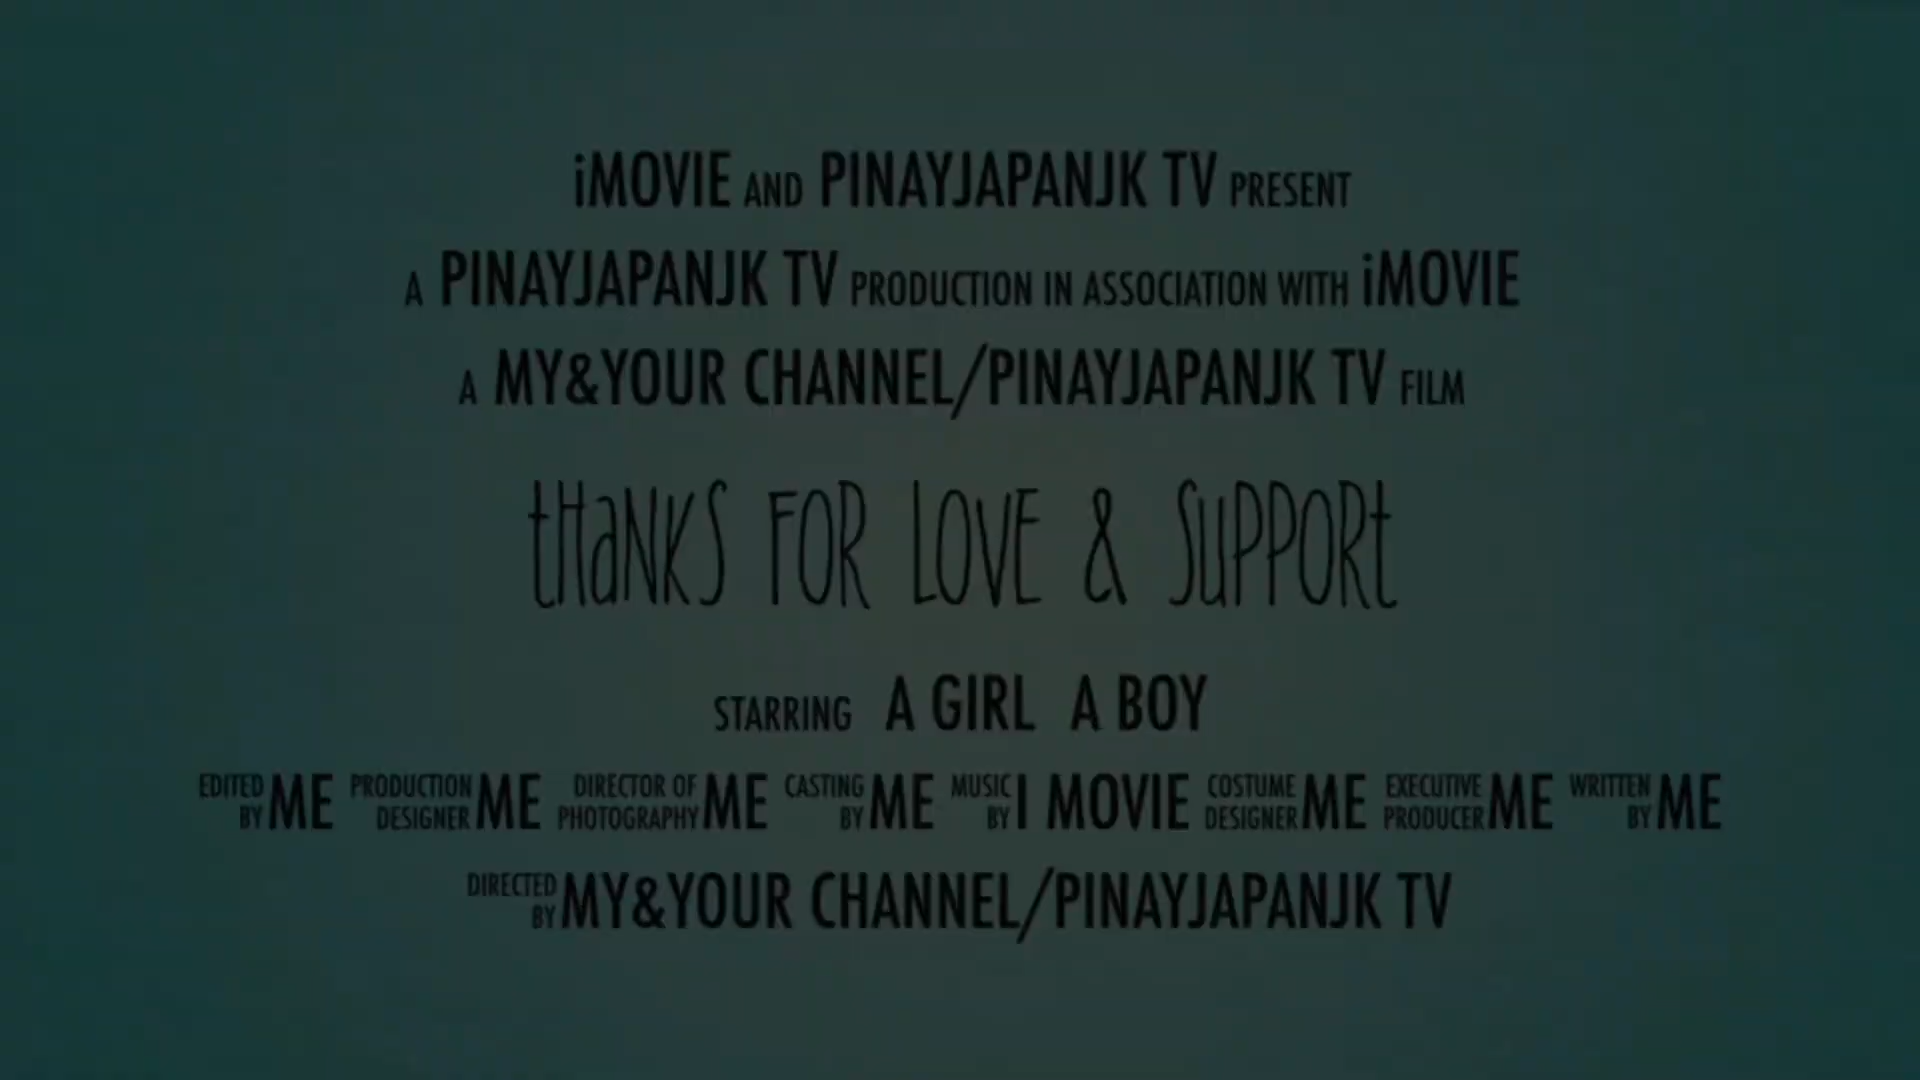 iMOVIE AND PINAYJAPANJK TV PRESENT
A PINAYJAPANJK TV PRODUCTION IN ASSOCIATION WITH iMOVIE
A MY&YOUR CHANNEL/PINAYJAPANJK TV FILM
tHaNKS FOR LOVE & SuPPORt
STARRING A GIRL A BOY
EDITED BY ME PRODUCTION DESIGNER ME DIRECTOR OF PHOTOGRAPHY ME CASTING BY ME MUSIC BY I MOVIE COSTUME DESIGNER ME EXECUTIVE PRODUCER ME WRITTEN BY ME
DIRECTED BY MY&YOUR CHANNEL/PINAYJAPANJK TV